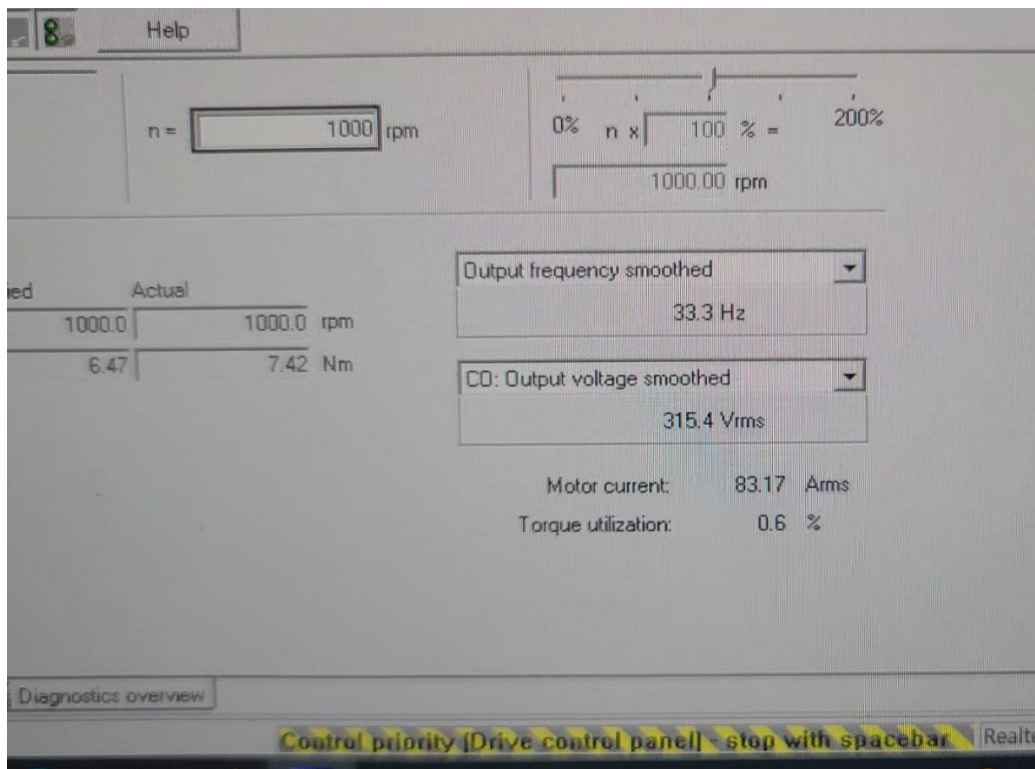 Help
n = 1000 rpm
0% n x 100 % = 200%
1000.00 rpm
Output frequency smoothed
33.3 Hz
Actual
1000.0 1000.0 rpm
6.47 7.42 Nm
CO: Output voltage smoothed
315.4 Vrms
Motor current: 83.17 Arms
Torque utilization: 0.6 %
Diagnostics overview
Control priority [Drive control panel] - stop with spacebar